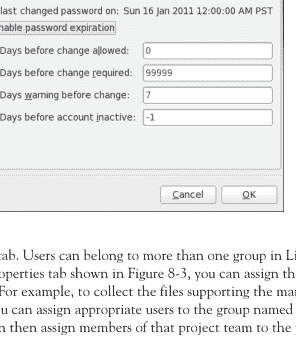 last changed password on: Sun 16 Jan 2011 12:00:00 AM PST
nable password expiration
Days before change allowed: 0
Days before change required: 99999
Days warning before change: 7
Days before account inactive: -1
Cancel OK
tab. Users can belong to more than one group in Li
operties tab shown in Figure 8-3, you can assign th
For example, to collect the files supporting the mar
u can assign appropriate users to the group named
n then assign members of that project team to the